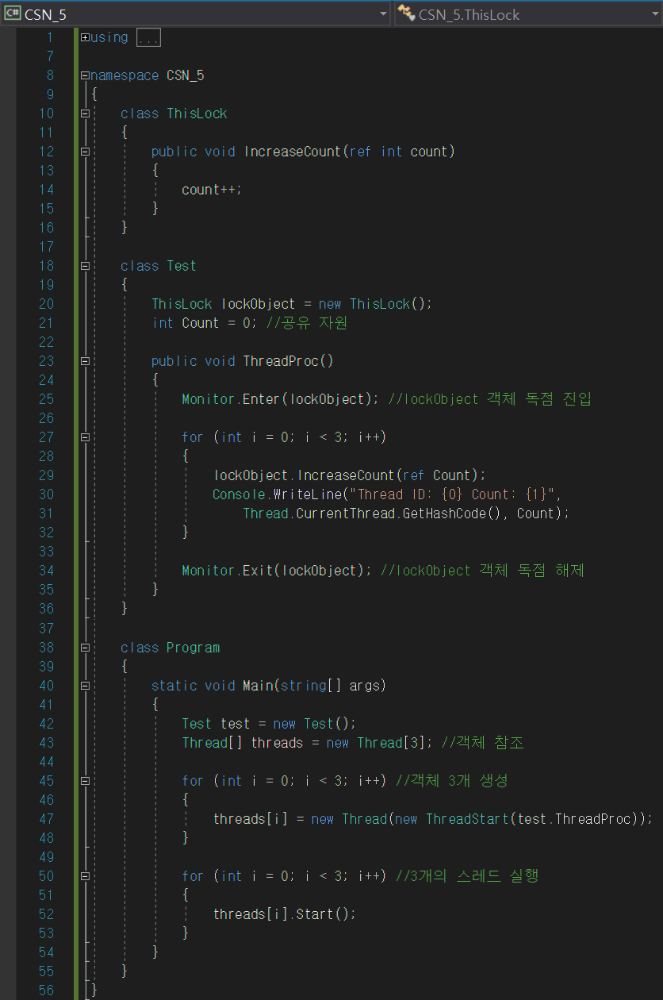 C# CSN_5 CSN_5.ThisLock
1 using ...
7
8 namespace CSN_5
9 {
10 class ThisLock
11 {
12 public void IncreaseCount(ref int count)
13 {
14 count++;
15 }
16 }
17
18 class Test
19 {
20 ThisLock lockObject = new ThisLock();
21 int Count = 0; //공유 자원
22
23 public void ThreadProc()
24 {
25 Monitor.Enter(lockObject); //lockObject 객체 독점 진입
26
27 for (int i = 0; i < 3; i++)
28 {
29 lockObject.IncreaseCount(ref Count);
30 Console.WriteLine("Thread ID: {0} Count: {1}",
31 Thread.CurrentThread.GetHashCode(), Count);
32 }
33
34 Monitor.Exit(lockObject); //lockObject 객체 독점 해제
35 }
36 }
37
38 class Program
39 {
40 static void Main(string[] args)
41 {
42 Test test = new Test();
43 Thread[] threads = new Thread[3]; //객체 참조
44
45 for (int i = 0; i < 3; i++) //객체 3개 생성
46 {
47 threads[i] = new Thread(new ThreadStart(test.ThreadProc));
48 }
49
50 for (int i = 0; i < 3; i++) //3개의 스레드 실행
51 {
52 threads[i].Start();
53 }
54 }
55 }
56 }